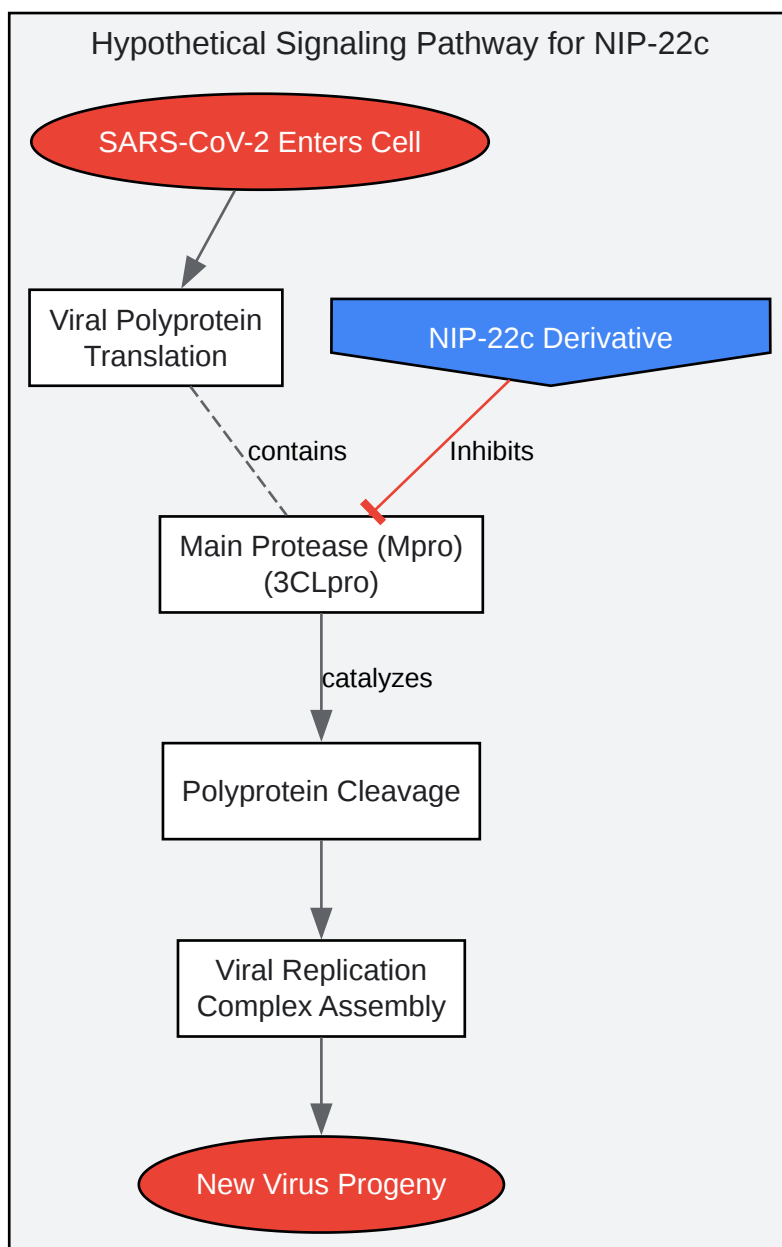 Hypothetical Signaling Pathway for NIP-22c
SARS-CoV-2 Enters Cell
Viral Polyprotein
Translation
NIP-22c Derivative
contains
Inhibits
Main Protease (Mpro)
(3CLpro)
catalyzes
Polyprotein Cleavage
Viral Replication
Complex Assembly
New Virus Progeny